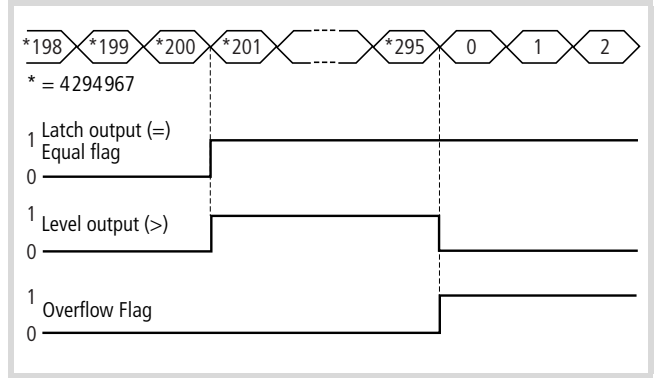 *198 *199 *200 *201 *295 0 1 2
* = 4294967
1 Latch output (=)
Equal flag
0
1 Level output (>)
0
1 Overflow Flag
0